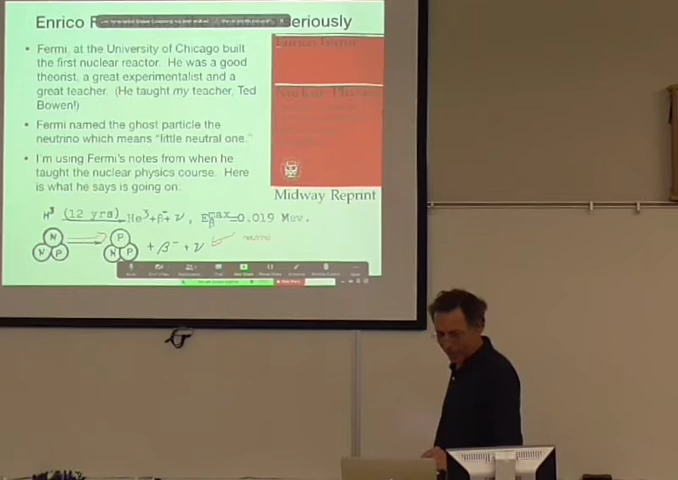 Enrico F
eriously
• Fermi, at the University of Chicago built
the first nuclear reactor. He was a good
theorist, a great experimentalist and a
great teacher. (He taught my teacher, Ted
Bowen!)
• Fermi named the ghost particle the
neutrino which means "little neutral one."
• I'm using Fermi's notes from when he
taught the nuclear physics course. Here
is what he says is going on:
Enrico Fermi
Nuclear Physics
Midway Reprint
H³ (12 yrs) He³+β⁻+ν, Eβmax=0.019 Mev.
N N P
P N P + β⁻ + ν